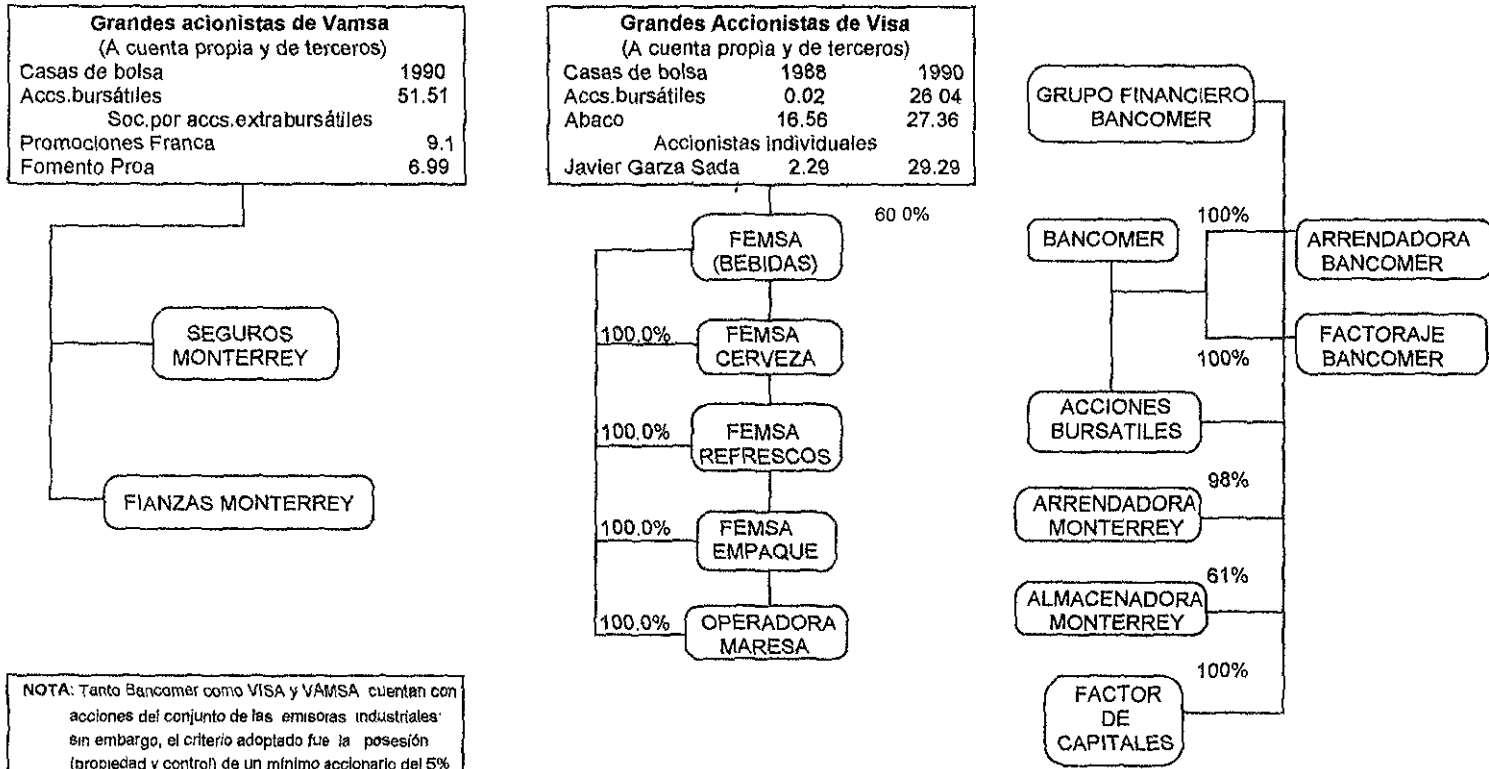 Grandes acionistas de Vamsa
(A cuenta propia y de terceros)
Casas de bolsa 1990
Accs.bursátiles 51.51
Soc.por accs.extrabursátiles
Promociones Franca 9.1
Fomento Proa 6.99
SEGUROS
MONTERREY
FIANZAS MONTERREY
NOTA: Tanto Bancomer como VISA y VAMSA cuentan con
acciones del conjunto de las emisoras industriales
sin embargo, el criterio adoptado fue la posesión
(propiedad y control) de un mínimo accionario del 5%
Grandes Accionistas de Visa
(A cuenta propia y de terceros)
Casas de bolsa 1988 1990
Accs.bursátiles 0.02 26 04
Abaco 16.56 27.36
Accionistas individuales
Javier Garza Sada 2.29 29.29
60 0%
FEMSA
(BEBIDAS)
100.0%
FEMSA
CERVEZA
100.0%
FEMSA
REFRESCOS
100.0%
FEMSA
EMPAQUE
100.0%
OPERADORA
MARESA
GRUPO FINANCIERO
BANCOMER
BANCOMER
100%
ARRENDADORA
BANCOMER
FACTORAJE
BANCOMER
100%
ACCIONES
BURSATILES
98%
ARRENDADORA
MONTERREY
61%
ALMACENADORA
MONTERREY
100%
FACTOR
DE
CAPITALES